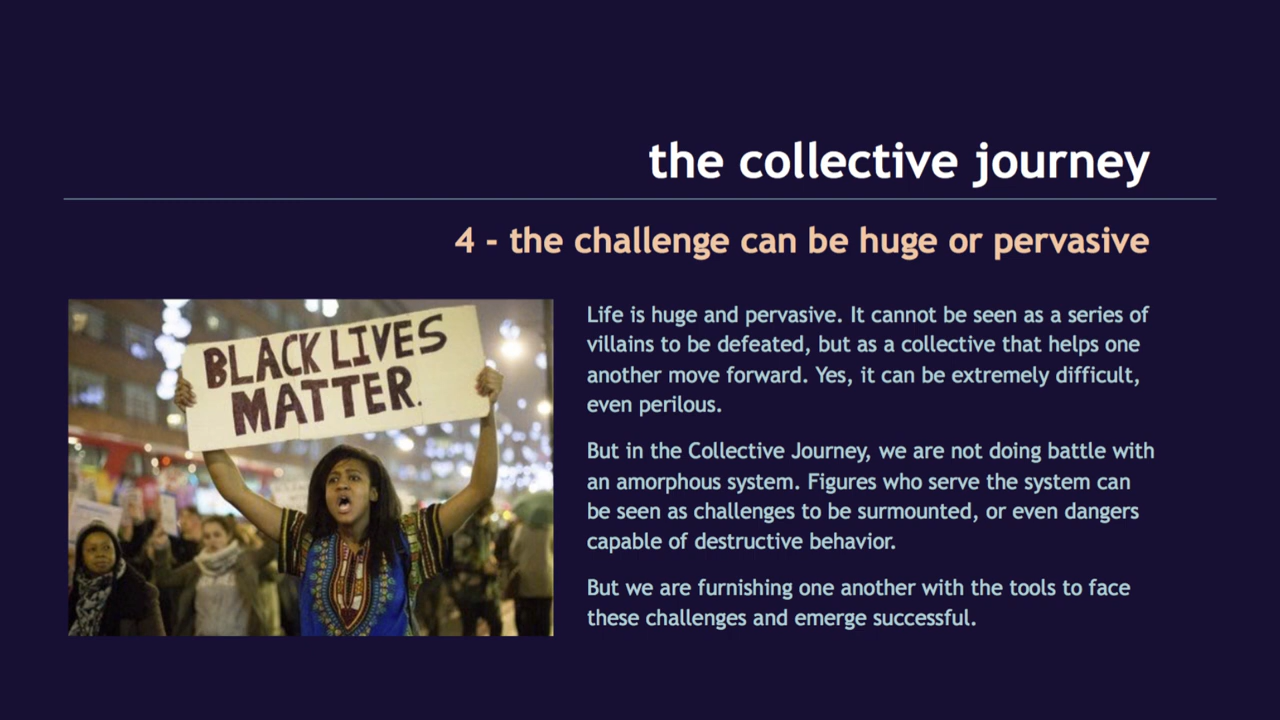 the collective journey
4 - the challenge can be huge or pervasive
BLACK LIVES
MATTER.
Life is huge and pervasive. It cannot be seen as a series of
villains to be defeated, but as a collective that helps one
another move forward. Yes, it can be extremely difficult,
even perilous.
But in the Collective Journey, we are not doing battle with
an amorphous system. Figures who serve the system can
be seen as challenges to be surmounted, or even dangers
capable of destructive behavior.
But we are furnishing one another with the tools to face
these challenges and emerge successful.